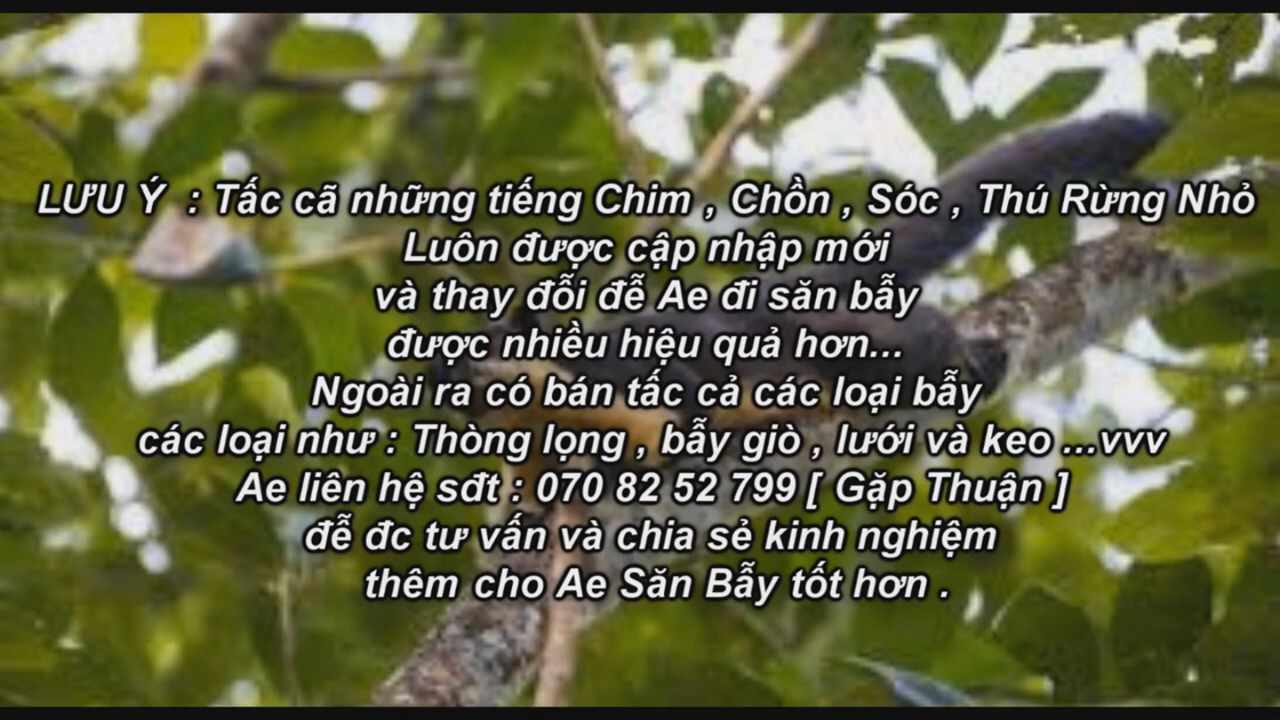 LƯU Ý : Tấc cã những tiếng Chim , Chồn , Sóc , Thú Rừng Nhỏ
Luôn được cập nhập mới
và thay đỗi đễ Ae đi săn bẫy
được nhiều hiệu quả hơn...
Ngoài ra có bán tấc cả các loại bẫy
các loại như : Thòng lọng , bẫy giò , lưới và keo ...vvv
Ae liên hệ sđt : 070 82 52 799 [ Gặp Thuận ]
đễ đc tư vấn và chia sẻ kinh nghiệm
thêm cho Ae Săn Bẫy tốt hơn .